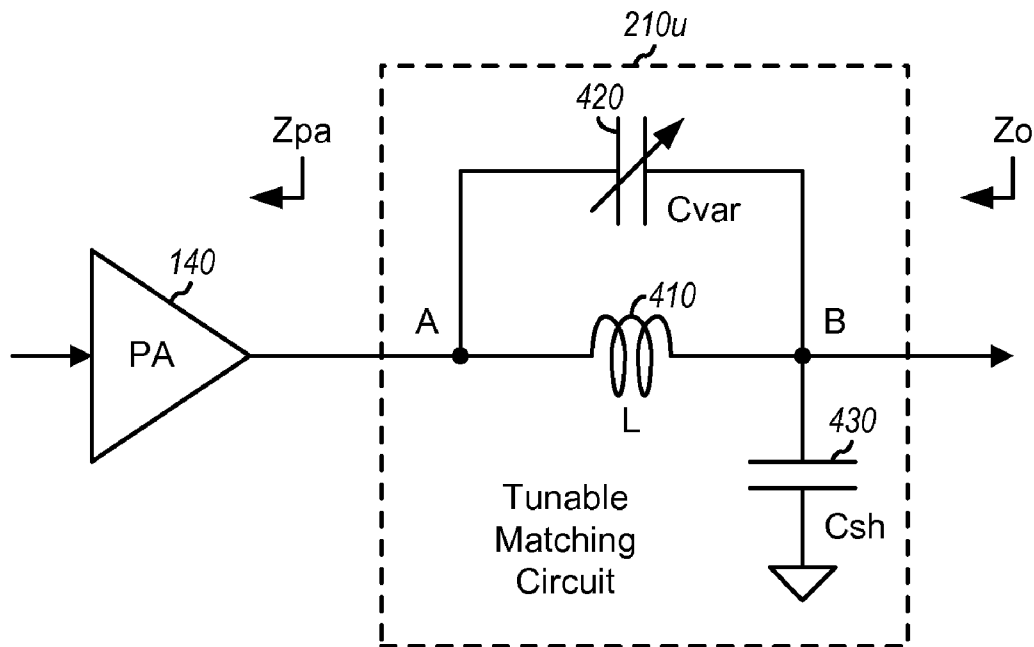 210u
420
Zpa
Zo
Cvar
140
410
A
B
PA
L
430
Tunable
Matching
Circuit
Csh